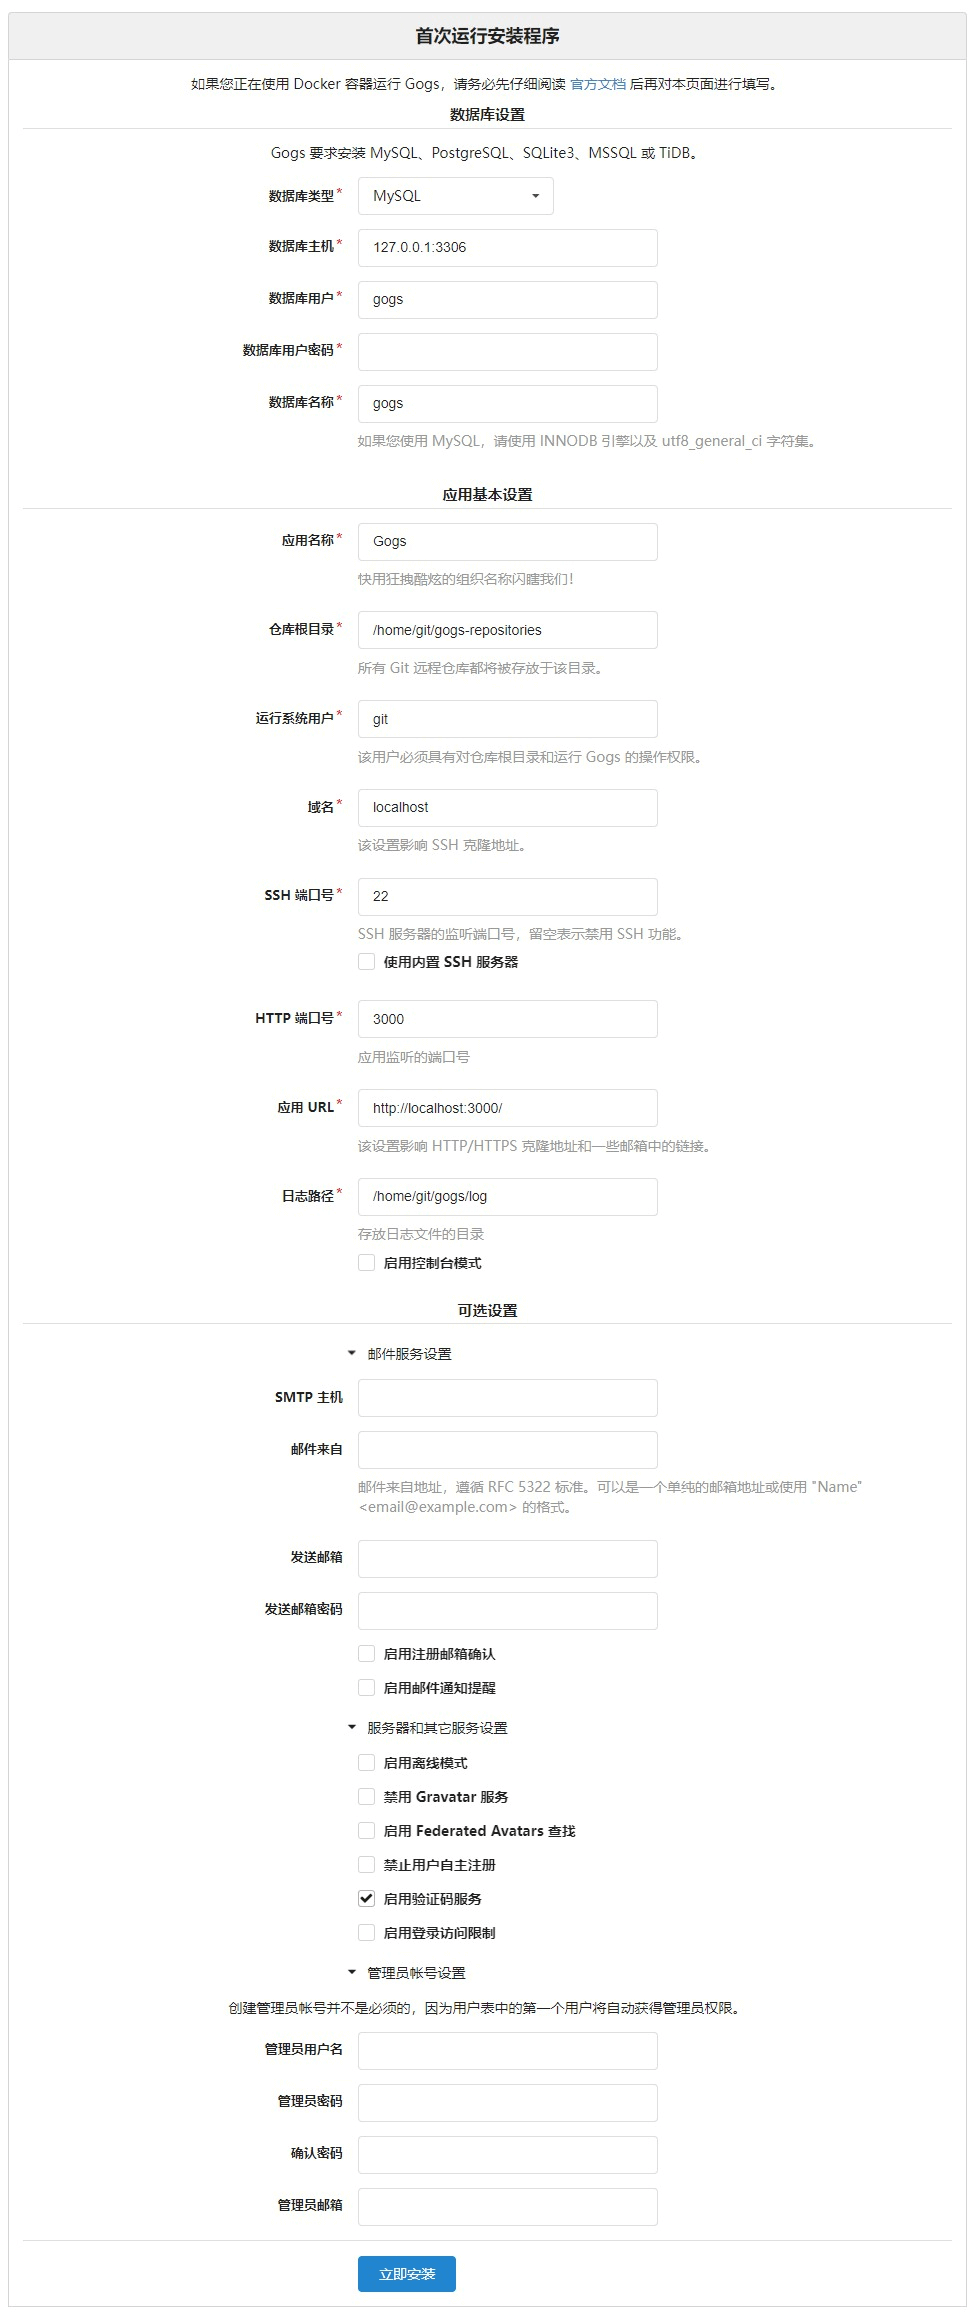 首次运行安装程序
如果您正在使用 Docker 容器运行 Gogs，请务必先仔细阅读 官方文档 后再对本页面进行填写。
数据库设置
Gogs 要求安装 MySQL、PostgreSQL、SQLite3、MSSQL 或 TiDB。
数据库类型* MySQL
数据库主机* 127.0.0.1:3306
数据库用户* gogs
数据库用户密码*
数据库名称* gogs
如果您使用 MySQL，请使用 INNODB 引擎以及 utf8_general_ci 字符集。
应用基本设置
应用名称* Gogs
快用狂拽酷炫的组织名称闪瞎我们！
仓库根目录* /home/git/gogs-repositories
所有 Git 远程仓库都将被存放于该目录。
运行系统用户* git
该用户必须具有对仓库根目录和运行 Gogs 的操作权限。
域名* localhost
该设置影响 SSH 克隆地址。
SSH 端口号* 22
SSH 服务器的监听端口号，留空表示禁用 SSH 功能。
使用内置 SSH 服务器
HTTP 端口号* 3000
应用监听的端口号
应用 URL* http://localhost:3000/
该设置影响 HTTP/HTTPS 克隆地址和一些邮箱中的链接。
日志路径* /home/git/gogs/log
存放日志文件的目录
启用控制台模式
可选设置
邮件服务设置
SMTP 主机
邮件来自
邮件来自地址，遵循 RFC 5322 标准。可以是一个单纯的邮箱地址或使用 "Name"
<email@example.com> 的格式。
发送邮箱
发送邮箱密码
启用注册邮箱确认
启用邮件通知提醒
服务器和其它服务设置
启用离线模式
禁用 Gravatar 服务
启用 Federated Avatars 查找
禁止用户自主注册
启用验证码服务
启用登录访问限制
管理员帐号设置
创建管理员帐号并不是必须的，因为用户表中的第一个用户将自动获得管理员权限。
管理员用户名
管理员密码
确认密码
管理员邮箱
立即安装